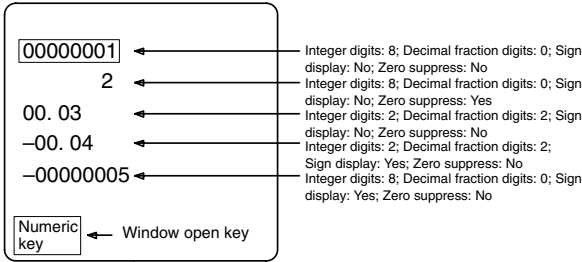 00000001
2
00. 03
–00. 04
–00000005
Numeric
key
Window open key
Integer digits: 8; Decimal fraction digits: 0; Sign
display: No; Zero suppress: No
Integer digits: 8; Decimal fraction digits: 0; Sign
display: No; Zero suppress: Yes
Integer digits: 2; Decimal fraction digits: 2; Sign
display: No; Zero suppress: No
Integer digits: 2; Decimal fraction digits: 2;
Sign display: Yes; Zero suppress: No
Integer digits: 8; Decimal fraction digits: 0; Sign
display: Yes; Zero suppress: No